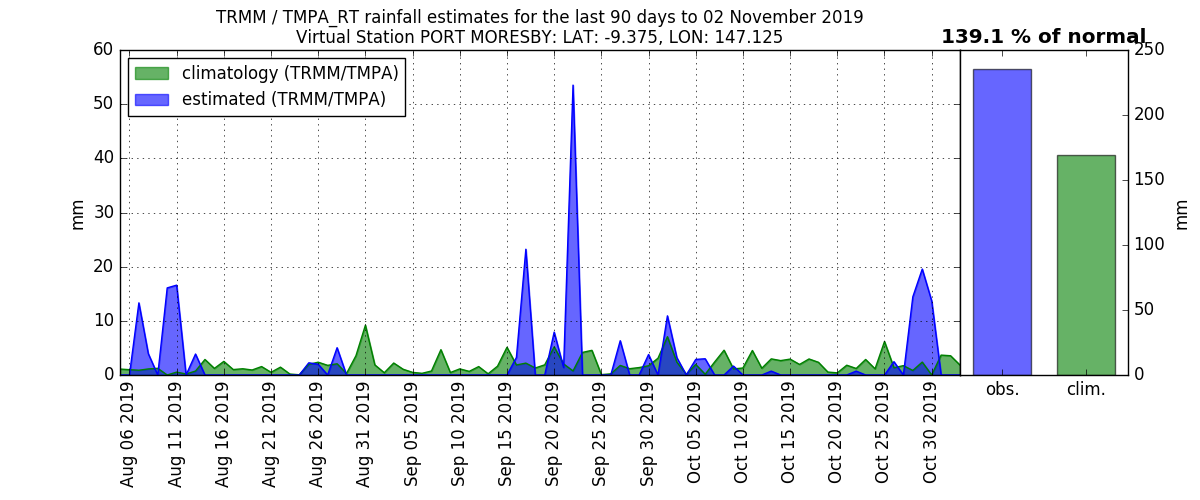 TRMM / TMPA_RT rainfall estimates for the last 90 days to 02 November 2019
Virtual Station PORT MORESBY: LAT: -9.375, LON: 147.125
139.1 % of normal
climatology (TRMM/TMPA)
estimated (TRMM/TMPA)
60
50
40
30
20
10
0
mm
Aug 06 2019
Aug 11 2019
Aug 16 2019
Aug 21 2019
Aug 26 2019
Aug 31 2019
Sep 05 2019
Sep 10 2019
Sep 15 2019
Sep 20 2019
Sep 25 2019
Sep 30 2019
Oct 05 2019
Oct 10 2019
Oct 15 2019
Oct 20 2019
Oct 25 2019
Oct 30 2019
250
200
150
100
50
0
mm
obs.
clim.